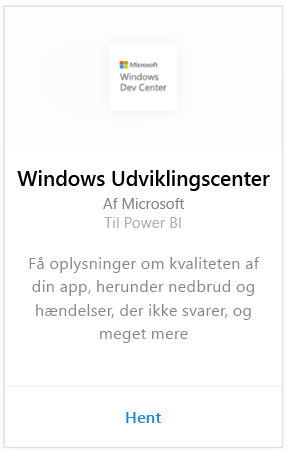 Microsoft
Windows
Dev Center
Windows Udviklingscenter
Af Microsoft
Til Power BI
Få oplysninger om kvaliteten af
din app, herunder nedbrud og
hændelser, der ikke svarer, og
meget mere
Hent